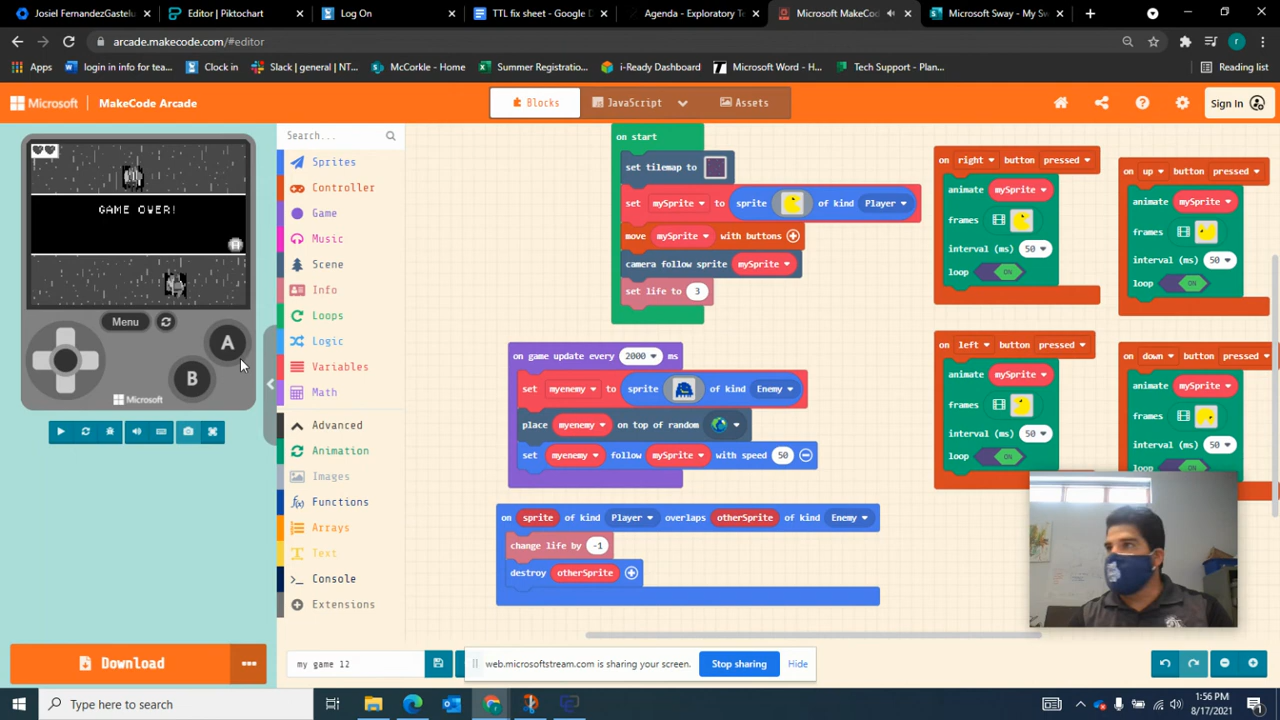 Josiel FernandezGastelu
Editor | Piktochart
Log On
TTL fix sheet - Google D
Agenda - Exploratory Te
Microsoft MakeCo
Microsoft Sway - My Sw
arcade.makecode.com/#editor
Apps
login in info for tea...
Clock in
Slack | general | NT...
McCorkle - Home
Summer Registratio...
i-Ready Dashboard
Microsoft Word - Ha...
Tech Support - Plan...
Reading list
Microsoft
MakeCode Arcade
Blocks
JavaScript
Assets
Sign In
GAME OVER!
Menu
A
B
Microsoft
Download
Search...
Sprites
Controller
Game
Music
Scene
Info
Loops
Logic
Variables
Math
Advanced
Animation
Images
Functions
Arrays
Text
Console
Extensions
on start
set tilemap to
set mySprite to sprite of kind Player
move mySprite with buttons
camera follow sprite mySprite
set life to 3
on game update every 2000 ms
set myenemy to sprite of kind Enemy
place myenemy on top of random
set myenemy follow mySprite with speed 50
on sprite of kind Player overlaps otherSprite of kind Enemy
change life by -1
destroy otherSprite
on right button pressed
animate mySprite
frames
interval (ms) 50
loop ON
on up button pressed
animate mySprite
frames
interval (ms) 50
loop ON
on left button pressed
animate mySprite
frames
interval (ms) 50
loop ON
on down button pressed
animate mySprite
frames
interval (ms) 50
loop
my game 12
web.microsoftstream.com is sharing your screen.
Stop sharing
Hide
Type here to search
1:56 PM
8/17/2021